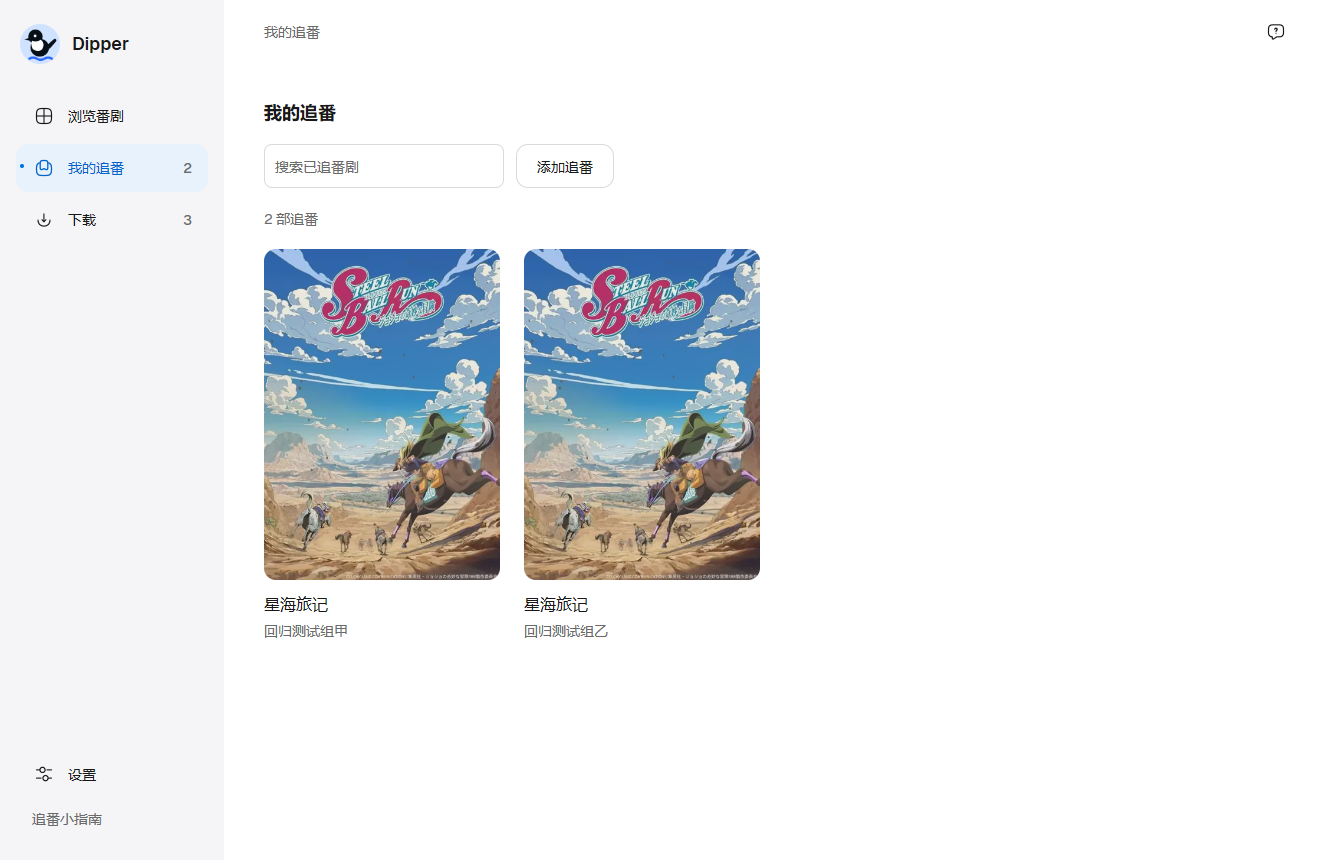 Dipper
浏览番剧
我的追番 2
下载 3
设置
追番小指南
我的追番
我的追番
搜索已追番剧
添加追番
2 部追番
STEEL
BALL RUN
STEEL
BALL RUN
星海旅记
回归测试组甲
星海旅记
回归测试组乙